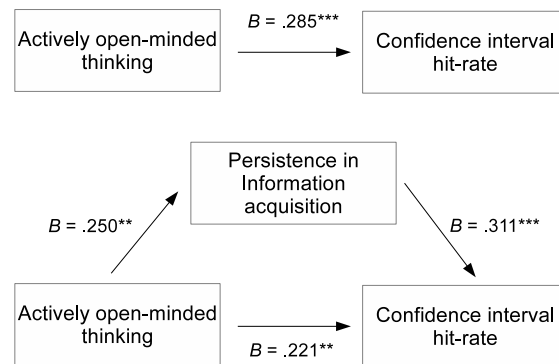 B = .285***
Actively open-minded
thinking
Confidence interval
hit-rate
Persistence in
Information
acquisition
B = .250**
B = .311***
Actively open-minded
thinking
Confidence interval
hit-rate
B = .221**